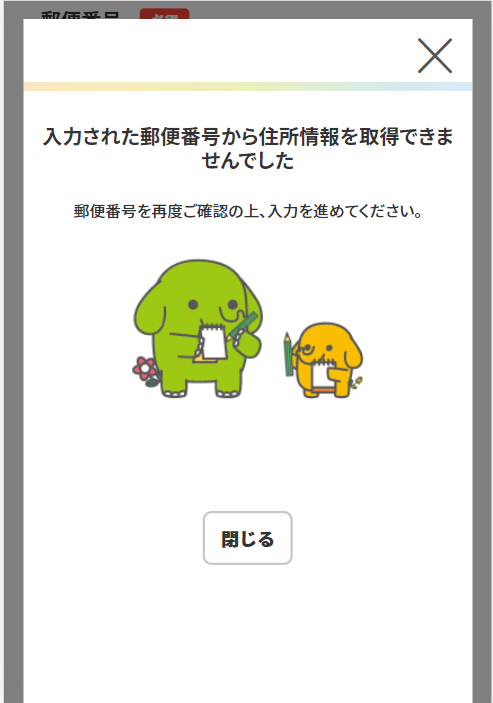 郵便番号 必須
入力された郵便番号から住所情報を取得できま
せんでした
郵便番号を再度ご確認の上、入力を進めてください。
閉じる